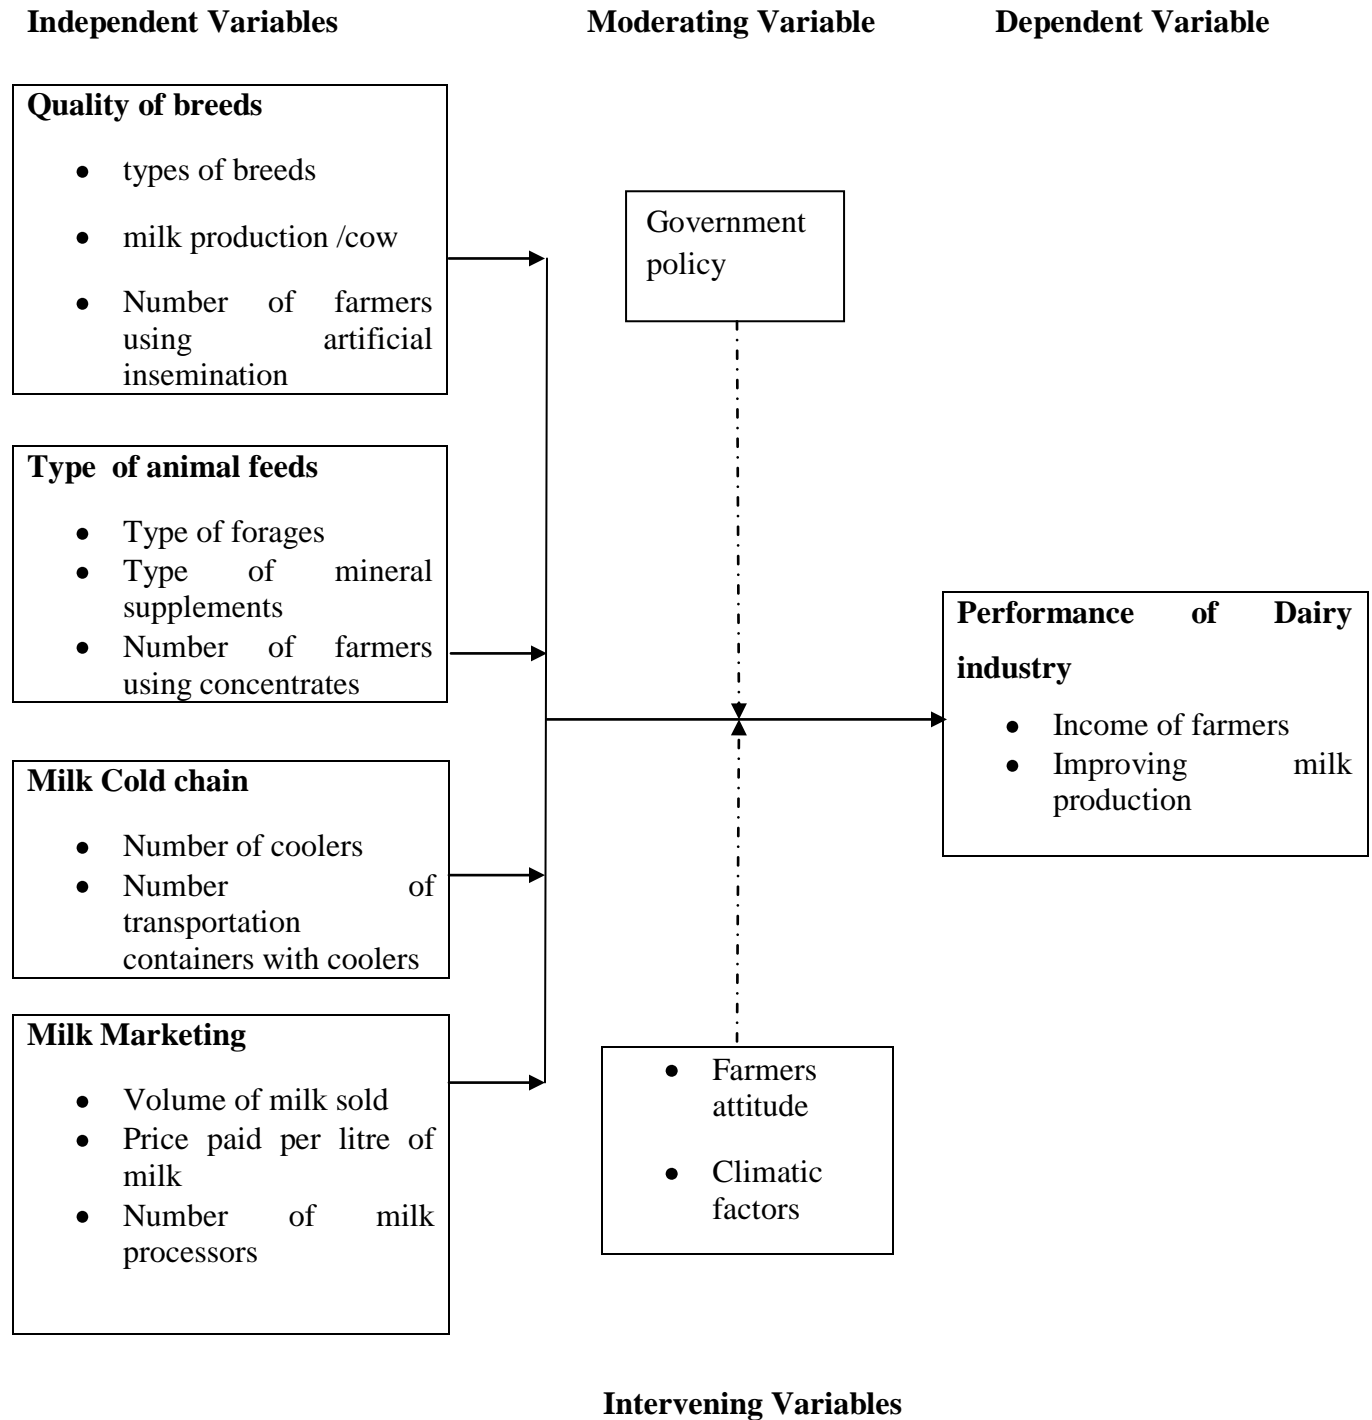 Independent Variables
Moderating Variable
Dependent Variable
Quality of breeds
● types of breeds
● milk production /cow
● Number of farmers
using artificial
insemination
Type of animal feeds
● Type of forages
● Type of mineral
supplements
● Number of farmers
using concentrates
Milk Cold chain
● Number of coolers
● Number of
transportation
containers with coolers
Milk Marketing
● Volume of milk sold
● Price paid per litre of
milk
● Number of milk
processors
Government
policy
● Farmers
attitude
● Climatic
factors
Performance of Dairy
industry
● Income of farmers
● Improving milk
production
Intervening Variables